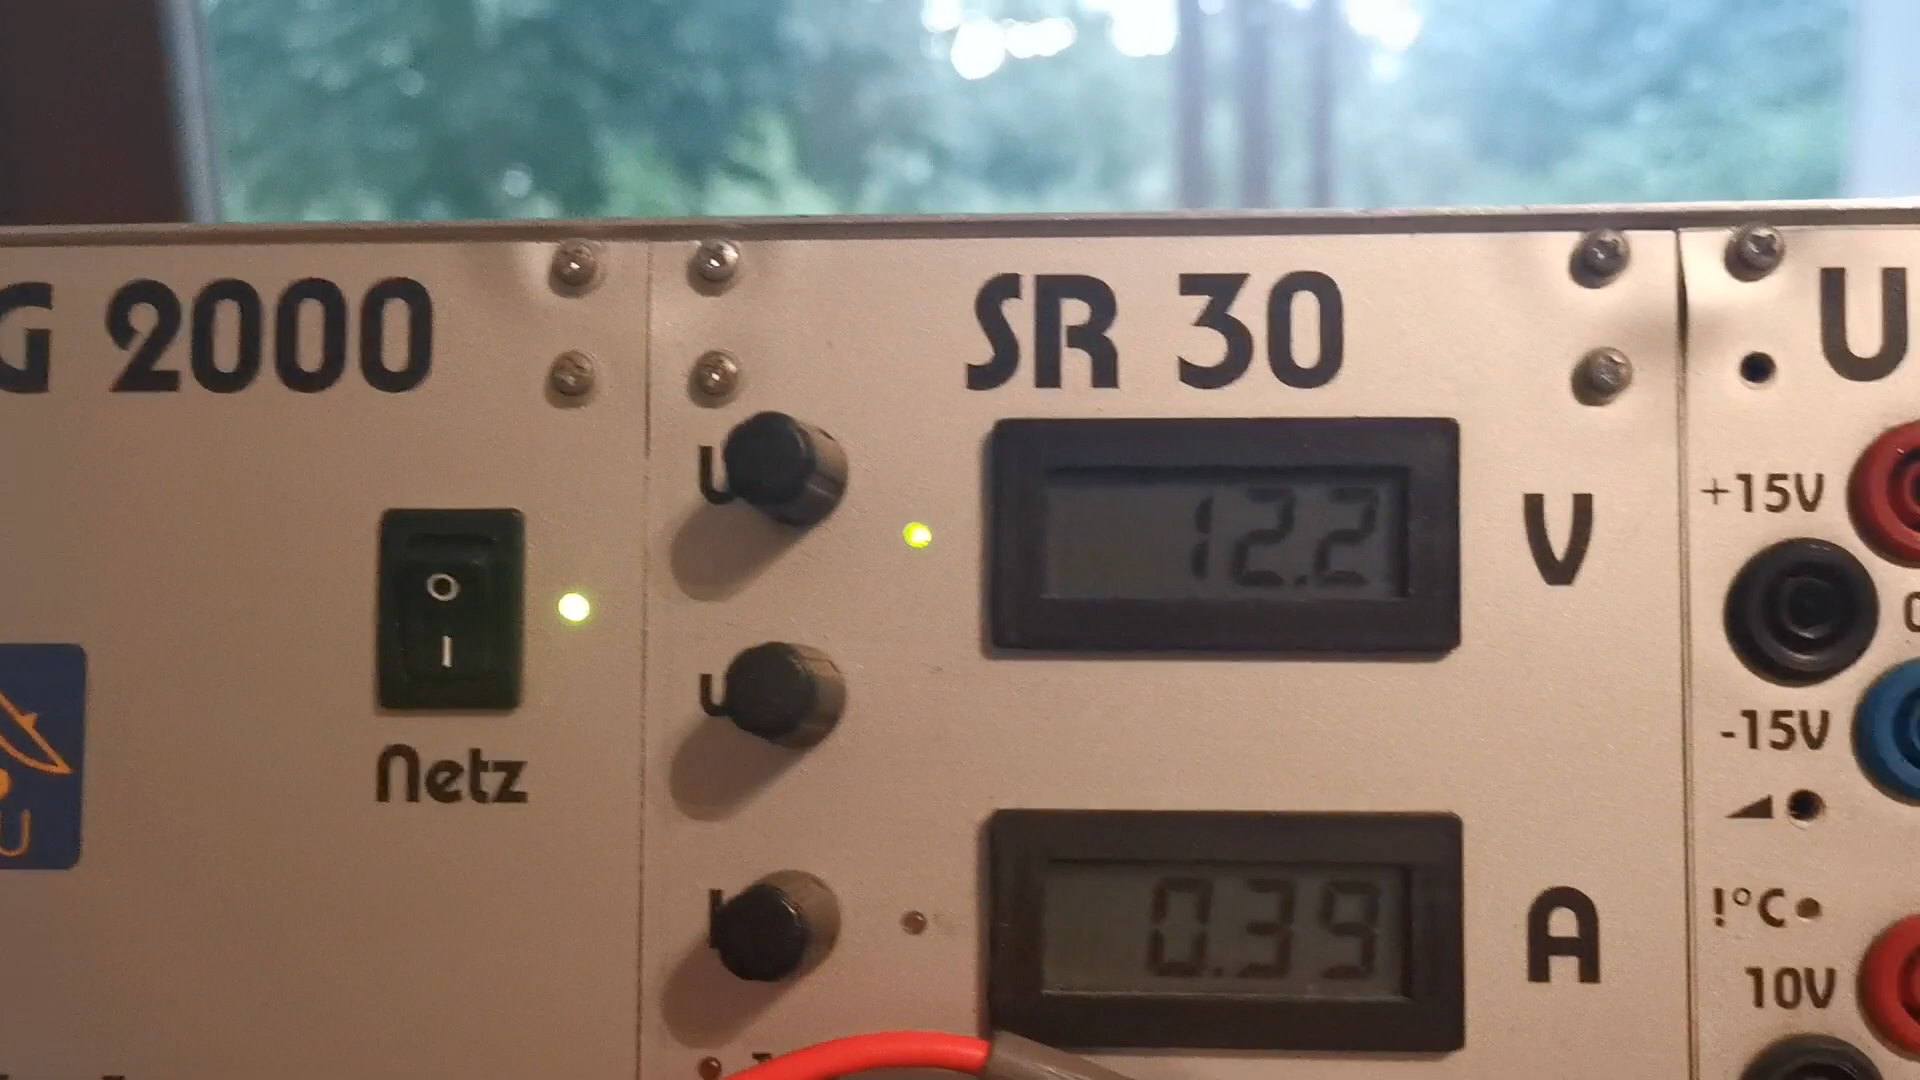 G 2000
SR 30
U
U
12.2
V
+15V
O
I
U
-15V
Netz
U
I
0.39
A
!°C
10V